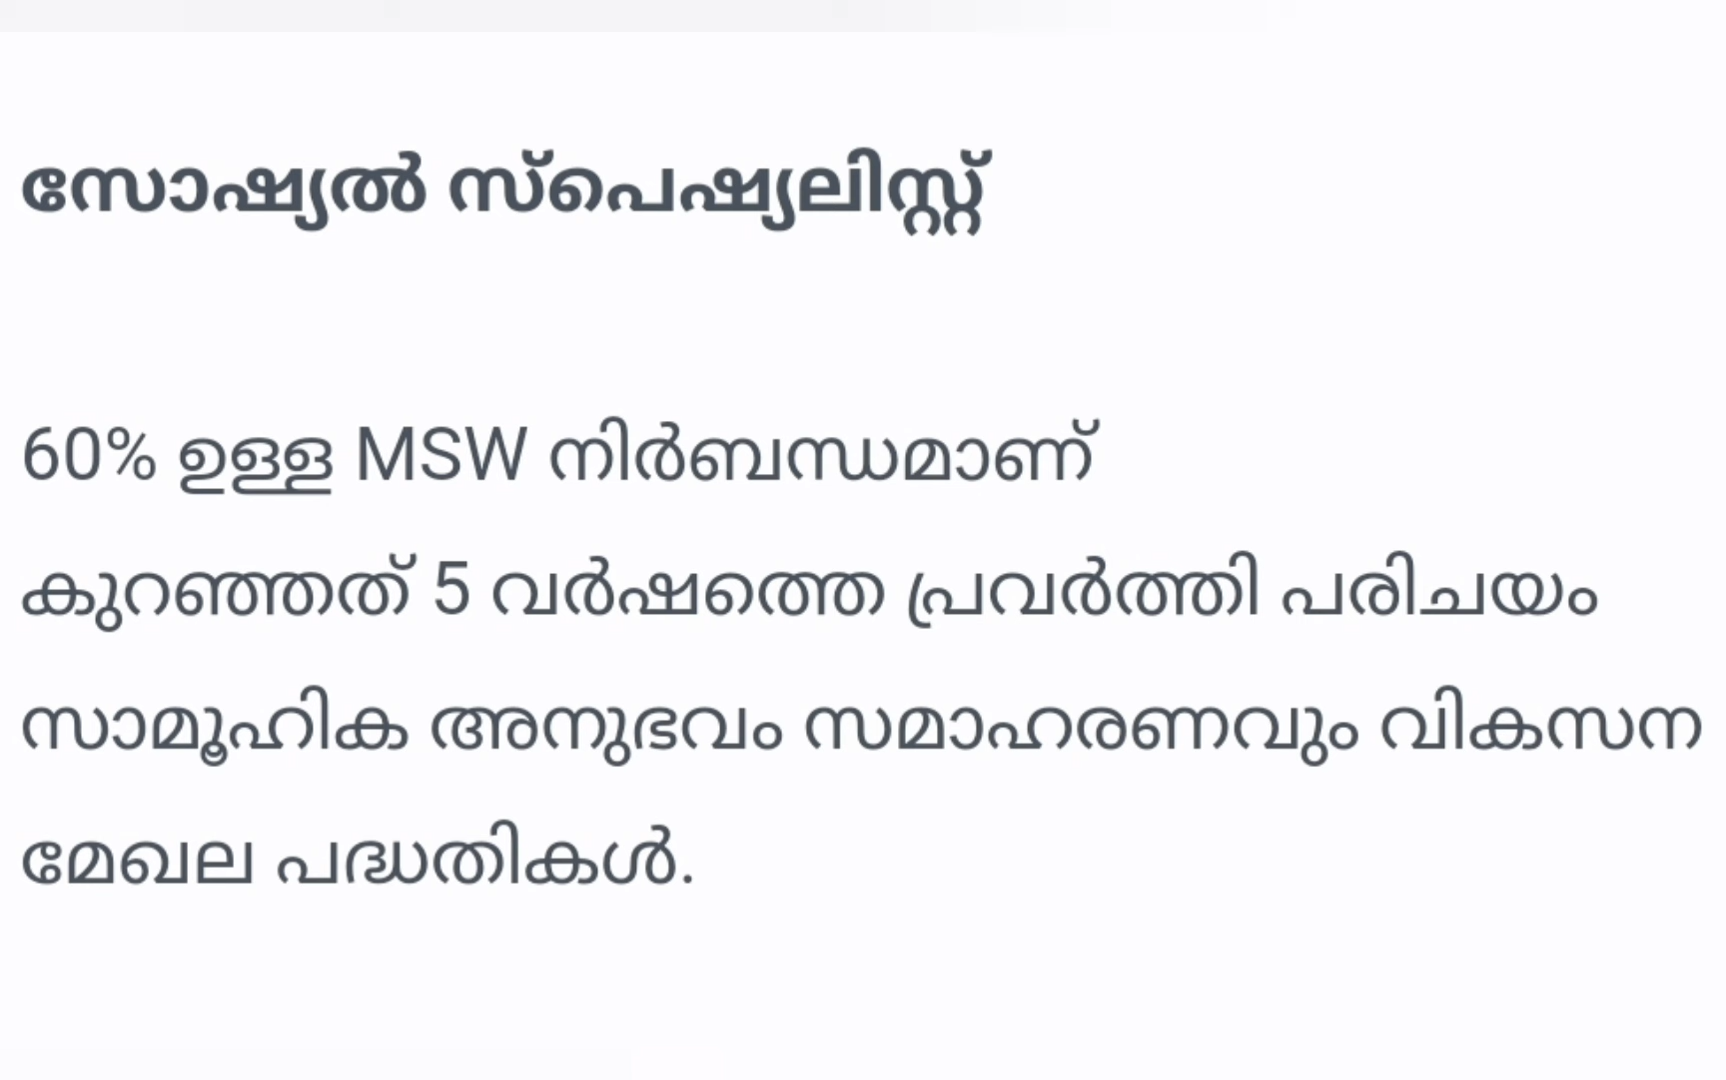 സോഷ്യൽ സ്പെഷ്യലിസ്റ്റ്
60% ഉള്ള MSW നിർബന്ധമാണ്
കുറഞ്ഞത് 5 വർഷത്തെ പ്രവർത്തി പരിചയം
സാമൂഹിക അനുഭവം സമാഹരണവും വികസന
മേഖല പദ്ധതികൾ.